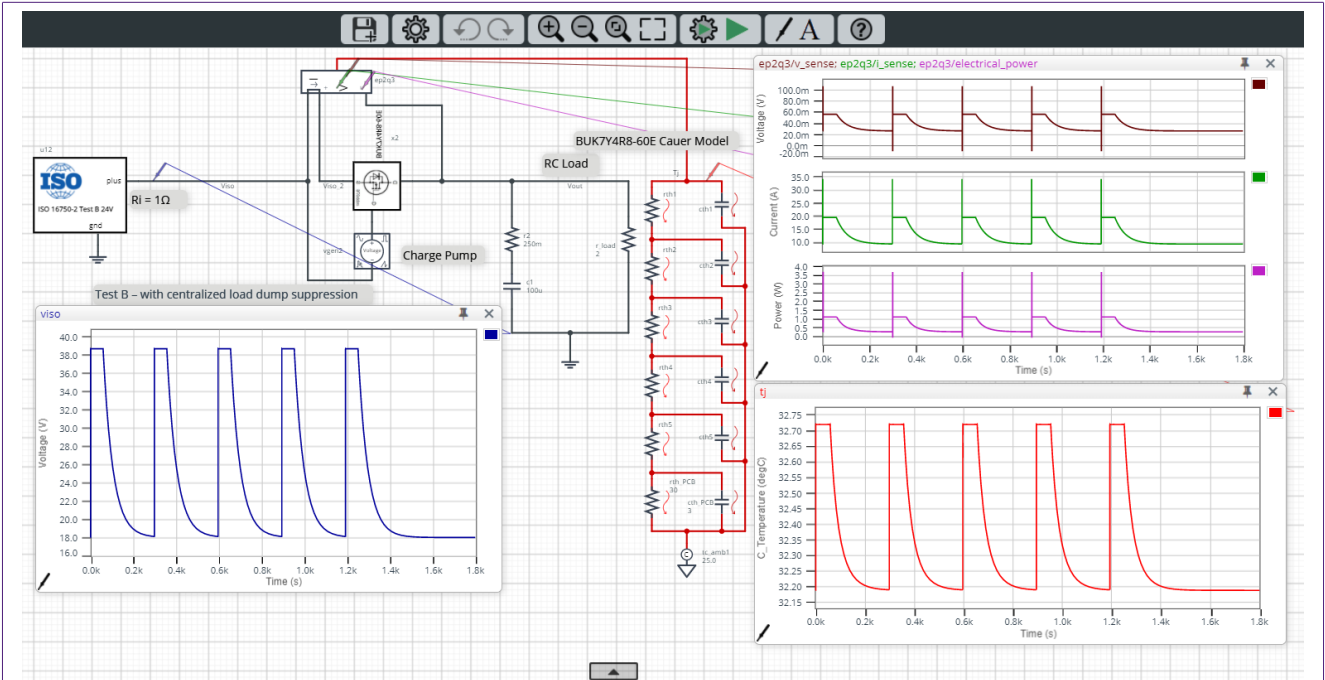 A
?
ep2q3
u12
ISO
plus
ISO 16750-2 Test B 24V
gnd
Ri = 1Ω
Viso
Viso_2
x2
Charge Pump
Test B – with centralized load dump suppression
BUK7Y4R8-60E Cauer Model
RC Load
Vout
Tj
r2
250m
c1
100u
r_load
2
rth1
cth1
rth2
cth2
rth3
cth3
rth4
cth4
rth5
cth5
rth_PCB
30
cth_PCB
3
tc_amb1
25.0
viso
Voltage (V)
40.0
38.0
36.0
34.0
32.0
30.0
28.0
26.0
24.0
22.0
20.0
18.0
16.0
0.0k 0.2k 0.4k 0.6k 0.8k 1.0k 1.2k 1.4k 1.6k 1.8k
Time (s)
ep2q3/v_sense; ep2q3/i_sense; ep2q3/electrical_power
Voltage (V)
100.0m
80.0m
60.0m
40.0m
20.0m
0.0m
-20.0m
Current (A)
35.0
30.0
25.0
20.0
15.0
10.0
Power (W)
4.0
3.5
3.0
2.5
2.0
1.5
1.0
0.5
0.0
0.0k 0.2k 0.4k 0.6k 0.8k 1.0k 1.2k 1.4k 1.6k 1.8k
Time (s)
tj
C_Temperature (degC)
32.75
32.70
32.65
32.60
32.55
32.50
32.45
32.40
32.35
32.30
32.25
32.20
32.15
0.0k 0.2k 0.4k 0.6k 0.8k 1.0k 1.2k 1.4k 1.6k 1.8k
Time (s)